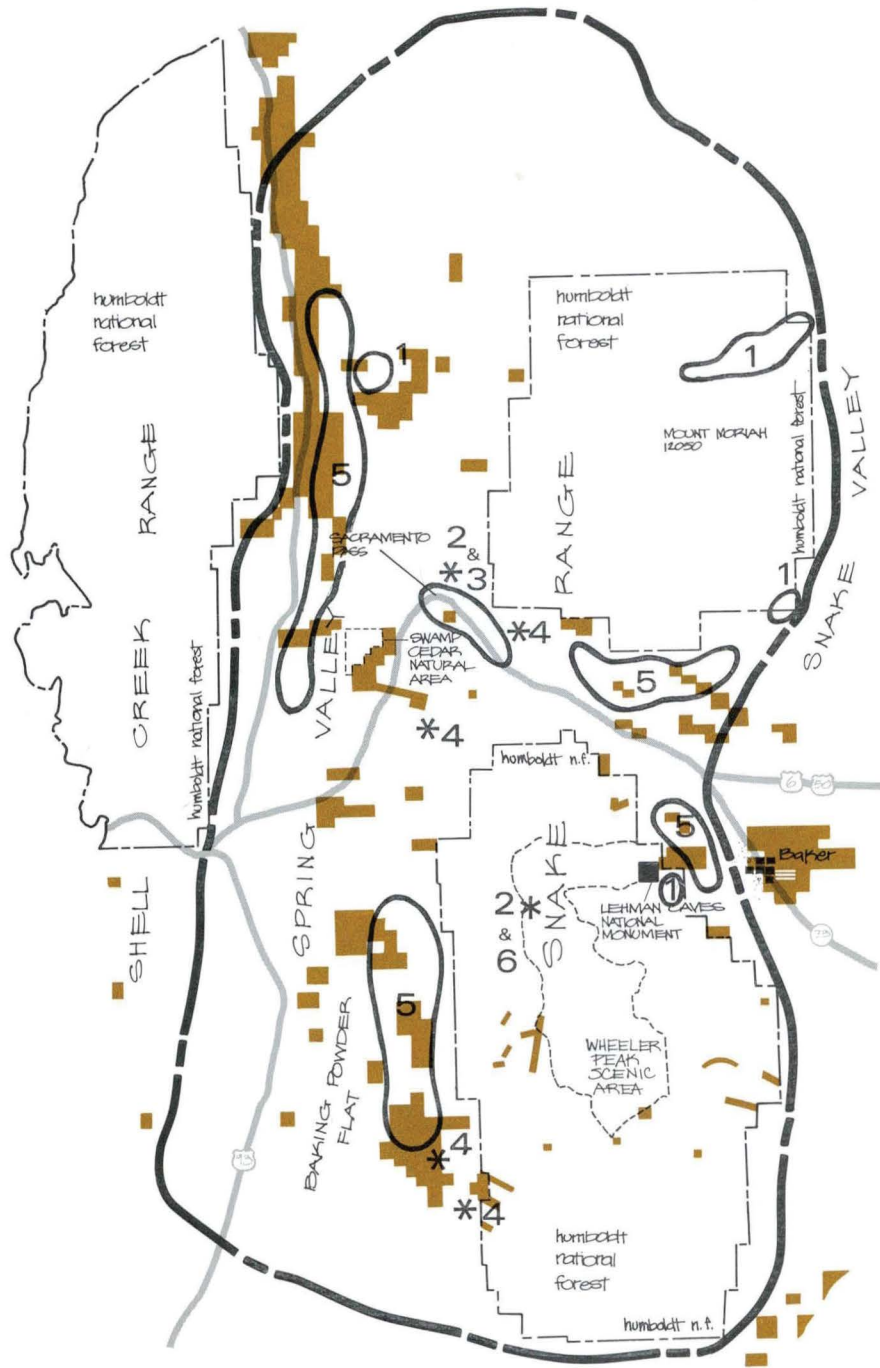 humboldt
national
forest
humboldt
national
forest
1
1
MOUNT MORIAH
12050
humboldt national forest
SNAKE VALLEY
CREEK RANGE
humboldt national forest
5
RANGE
SACRAMENTO
PASS
2
&
*3
1
*4
SWAMP
CEDAR
NATURAL
AREA
VALLEY
5
*4
humboldt n.f.
6
50
5
Baker
SHELL
SPRING
SNAKE
1
LEHMAN CAVES
NATIONAL
MONUMENT
2*
&
6
73
5
WHEELER
PEAK
SCENIC
AREA
BAKING POWDER
FLAT
93
*4
*4
humboldt
national
forest
humboldt n.f.